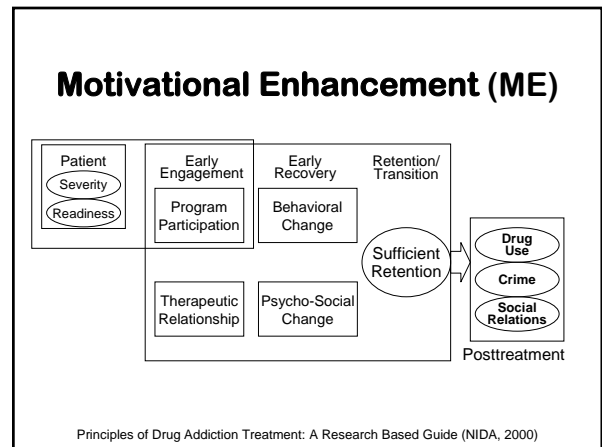 Motivational Enhancement (ME)
Patient
Severity
Readiness
Early
Engagement
Program
Participation
Therapeutic
Relationship
Early
Recovery
Behavioral
Change
Psycho-Social
Change
Retention/
Transition
Sufficient
Retention
Drug
Use
Crime
Social
Relations
Posttreatment
Principles of Drug Addiction Treatment: A Research Based Guide (NIDA, 2000)